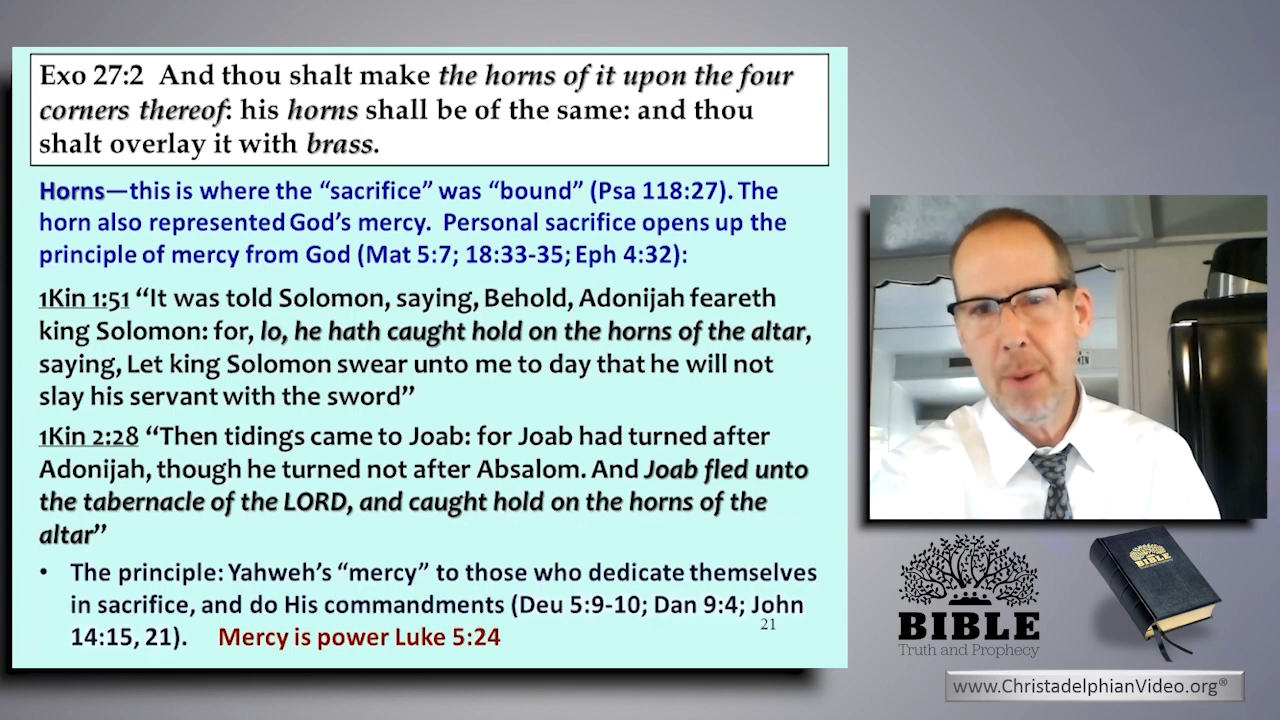 Exo 27:2  And thou shalt make the horns of it upon the four
corners thereof: his horns shall be of the same: and thou
shalt overlay it with brass.
Horns—this is where the “sacrifice” was “bound” (Psa 118:27). The
horn also represented God’s mercy.  Personal sacrifice opens up the
principle of mercy from God (Mat 5:7; 18:33-35; Eph 4:32):
1Kin 1:51 “It was told Solomon, saying, Behold, Adonijah feareth
king Solomon: for, lo, he hath caught hold on the horns of the altar,
saying, Let king Solomon swear unto me to day that he will not
slay his servant with the sword”
1Kin 2:28 “Then tidings came to Joab: for Joab had turned after
Adonijah, though he turned not after Absalom. And Joab fled unto
the tabernacle of the LORD, and caught hold on the horns of the
altar”
• The principle: Yahweh’s “mercy” to those who dedicate themselves
in sacrifice, and do His commandments (Deu 5:9-10; Dan 9:4; John
14:15, 21). Mercy is power Luke 5:24
21
BIBLE
Truth and Prophecy
BIBLE
www.ChristadelphianVideo.org®